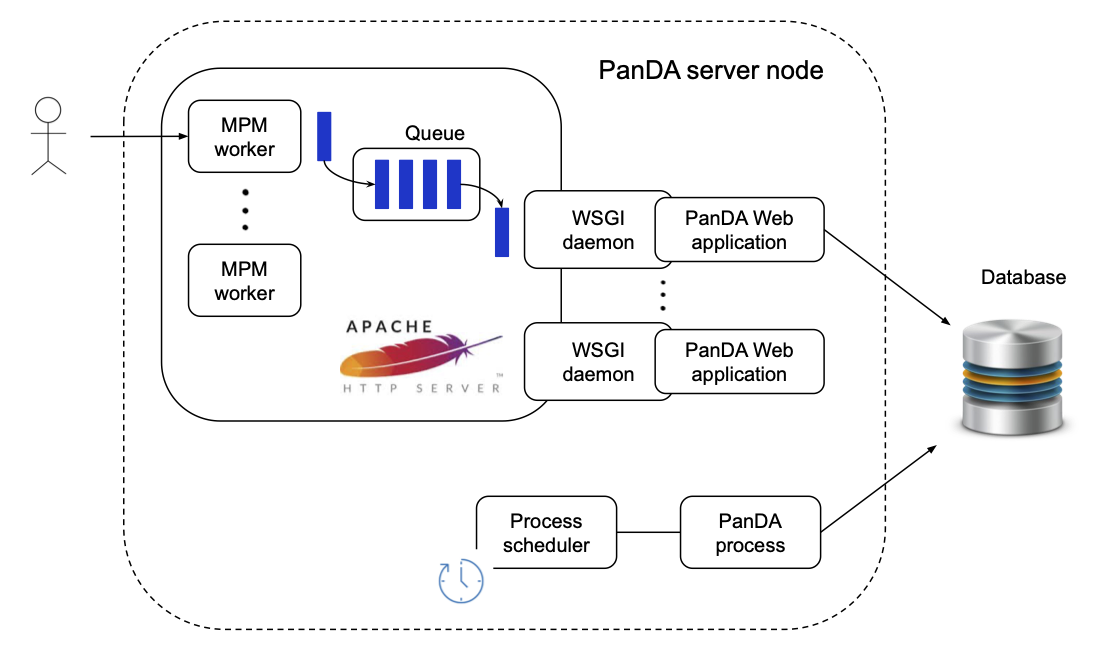 PanDA server node
MPM
worker
Queue
MPM
worker
WSGI
daemon
PanDA Web
application
Database
APACHE
HTTP SERVER
TM
WSGI
daemon
PanDA Web
application
Process
scheduler
PanDA
process